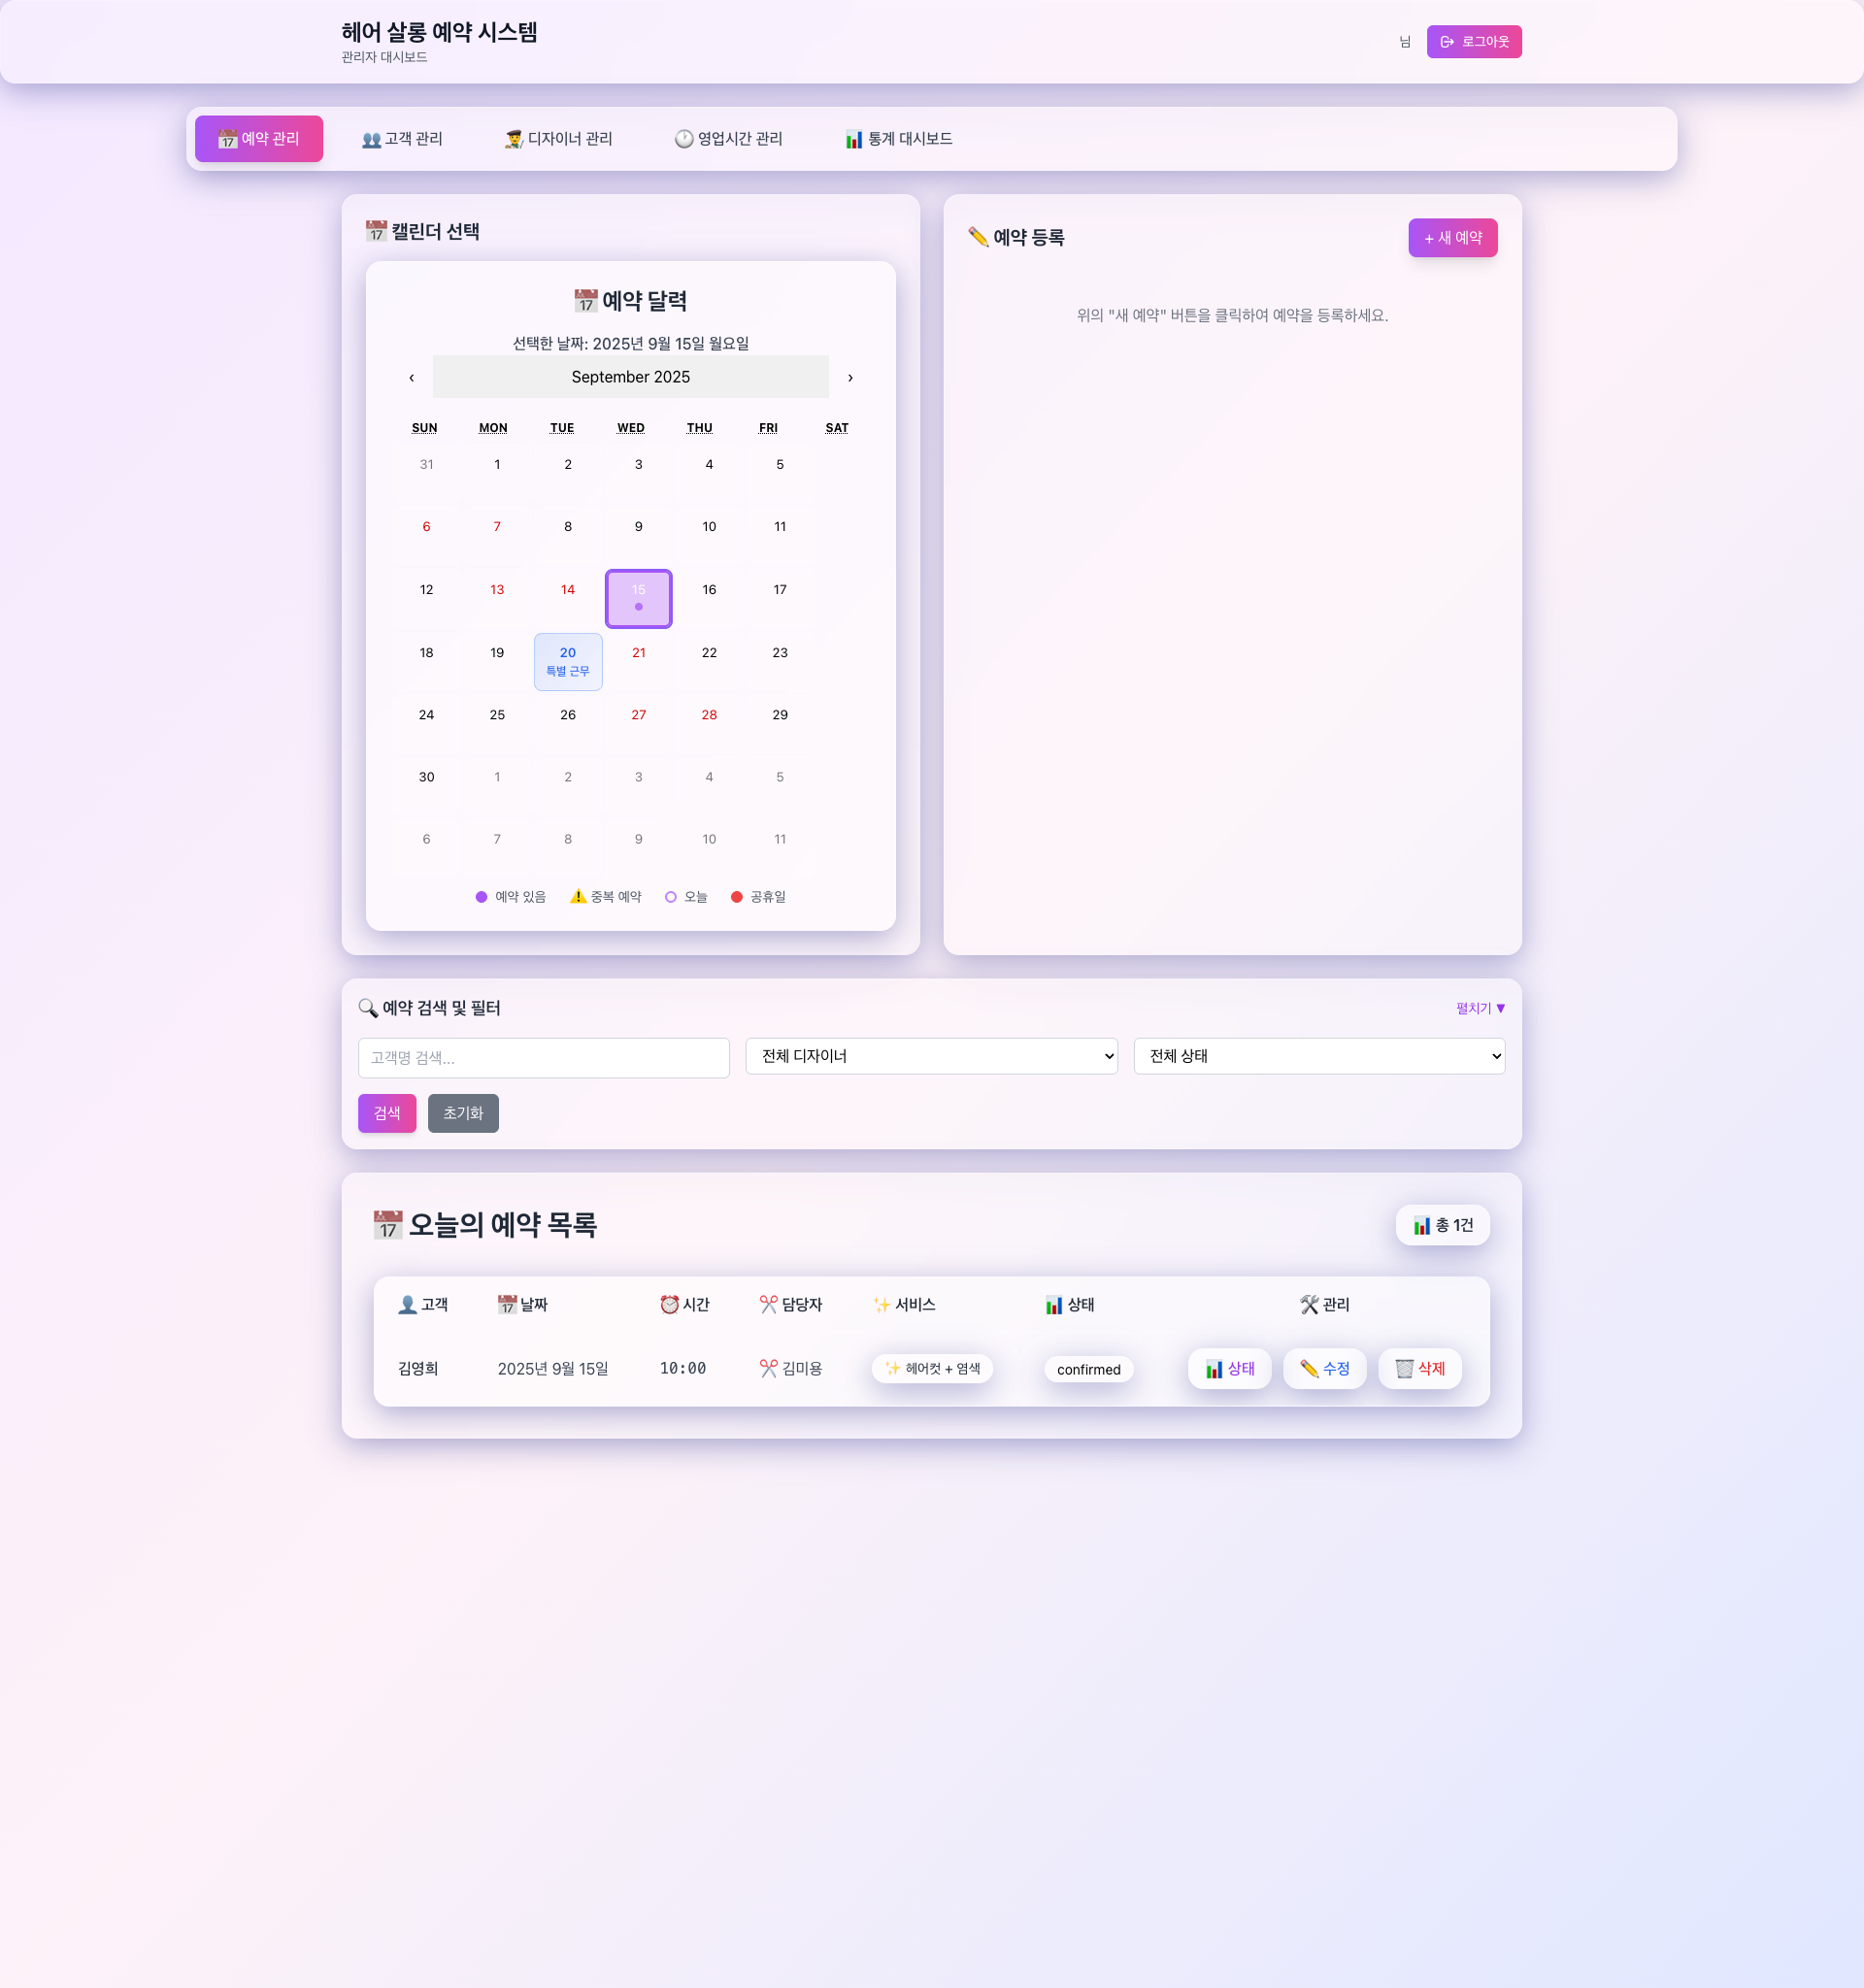 헤어 살롱 예약 시스템
관리자 대시보드
님
로그아웃
📅 예약 관리
👥 고객 관리
👨‍🎨 디자이너 관리
🕐 영업시간 관리
📊 통계 대시보드
📅 캘린더 선택
📅 예약 달력
선택한 날짜: 2025년 9월 15일 월요일
‹ September 2025 ›
SUN MON TUE WED THU FRI SAT
31 1 2 3 4 5
6 7 8 9 10 11
12 13 14 15 16 17
18 19 20 21 22 23
특별 근무
24 25 26 27 28 29
30 1 2 3 4 5
6 7 8 9 10 11
예약 있음 ⚠️ 중복 예약 오늘 공휴일
✏️ 예약 등록
+ 새 예약
위의 "새 예약" 버튼을 클릭하여 예약을 등록하세요.
🔍 예약 검색 및 필터
펼치기 ▼
고객명 검색...
전체 디자이너
전체 상태
검색
초기화
📅 오늘의 예약 목록
📊 총 1건
👤 고객 📅 날짜 ⏰ 시간 ✂️ 담당자 ✨ 서비스 📊 상태 🛠️ 관리
김영희 2025년 9월 15일 10:00 ✂️ 김미용 ✨ 헤어컷 + 염색 confirmed 📊 상태 ✏️ 수정 🗑️ 삭제